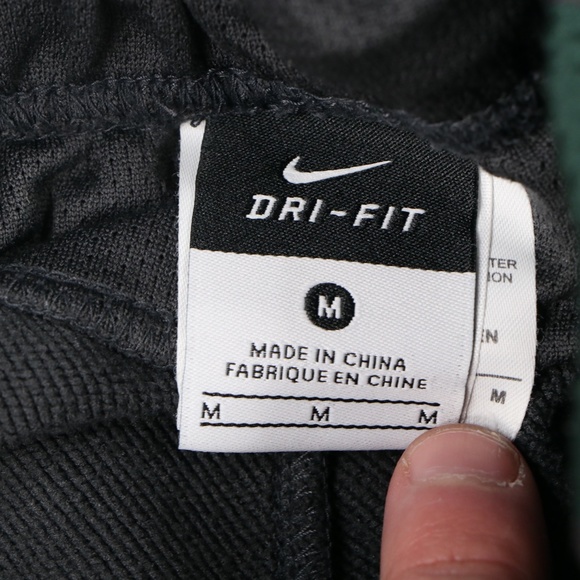 DRI-FIT
M
MADE IN CHINA
FABRIQUE EN CHINE
M M M
M